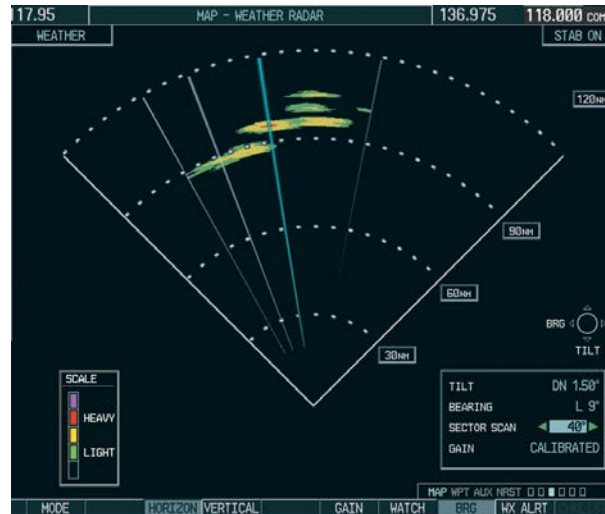 17.95 MAP - WEATHER RADAR 136.975 118.000 COM
WEATHER STAB ON
120NM
90NM
60NM
BRG
TILT
30NM
SCALE
HEAVY
LIGHT
TILT DN 1.50°
BEARING L 9°
SECTOR SCAN 40°
GAIN CALIBRATED
MAP WPT AUX NRST
MODE HORIZON VERTICAL GAIN WATCH BRG WX ALRT